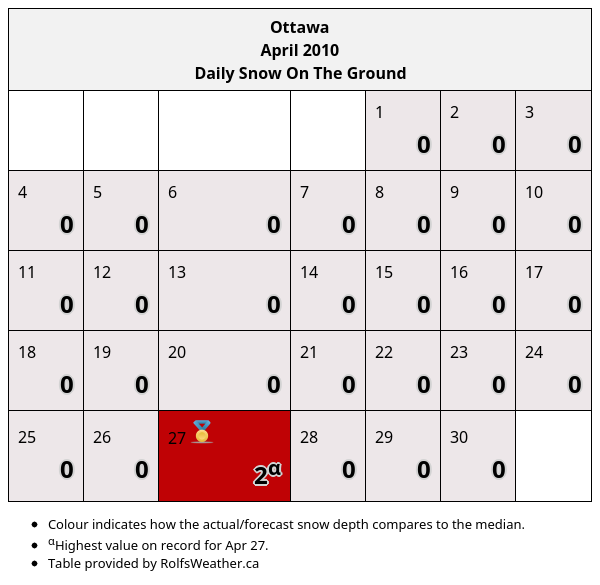 Ottawa
April 2010
Daily Snow On The Ground
1 2 3
0 0 0
4 5 6 7 8 9 10
0 0 0 0 0 0 0
11 12 13 14 15 16 17
0 0 0 0 0 0 0
18 19 20 21 22 23 24
0 0 0 0 0 0 0
25 26 27 28 29 30
0 0 2α 0 0 0
Colour indicates how the actual/forecast snow depth compares to the median.
αHighest value on record for Apr 27.
Table provided by RolfsWeather.ca